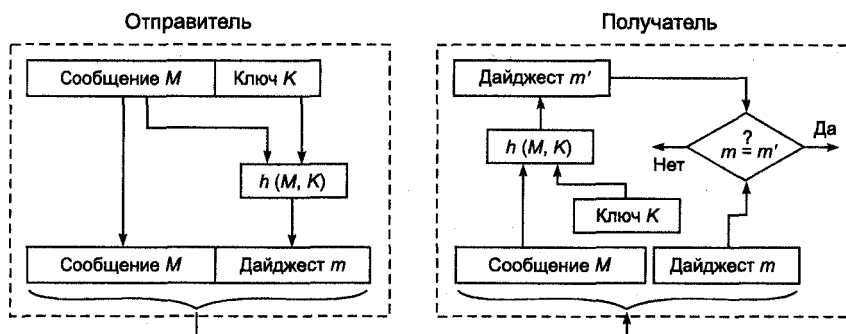 Отправитель
Сообщение M
Ключ K
h (M, K)
Сообщение M
Дайджест m
Получатель
Дайджест m'
h (M, K)
Ключ K
?
m = m'
Нет
Да
Сообщение M
Дайджест m